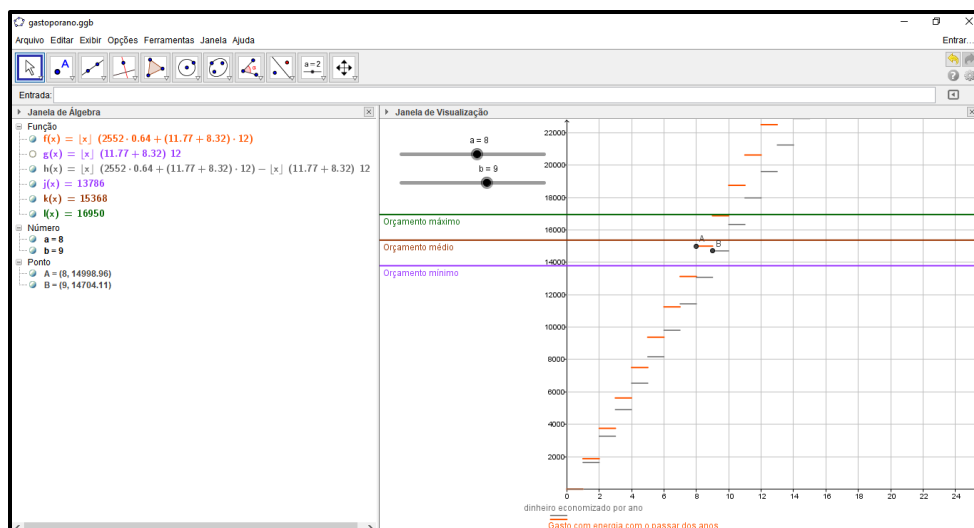 gastoporano.ggb
Arquivo Editar Exibir Opções Ferramentas Janela Ajuda
Entrar...
a = 2
Entrada:
Janela de Álgebra
Função
f(x) = ⌊x⌋ (2552 · 0.64 + (11.77 + 8.32) · 12)
g(x) = ⌊x⌋ (11.77 + 8.32) 12
h(x) = ⌊x⌋ (2552 · 0.64 + (11.77 + 8.32) · 12) − ⌊x⌋ (11.77 + 8.32) 12
j(x) = 13786
k(x) = 15368
l(x) = 16950
Número
a = 8
b = 9
Ponto
A = (8, 14998.96)
B = (9, 14704.11)
Janela de Visualização
a = 8
b = 9
22000
20000
18000
Orçamento máximo
16000
A
B
Orçamento médio
Orçamento mínimo
14000
12000
10000
8000
6000
4000
2000
0 2 4 6 8 10 12 14 16 18 20 22 24
dinheiro economizado por ano
Gasto com energia com o passar dos anos